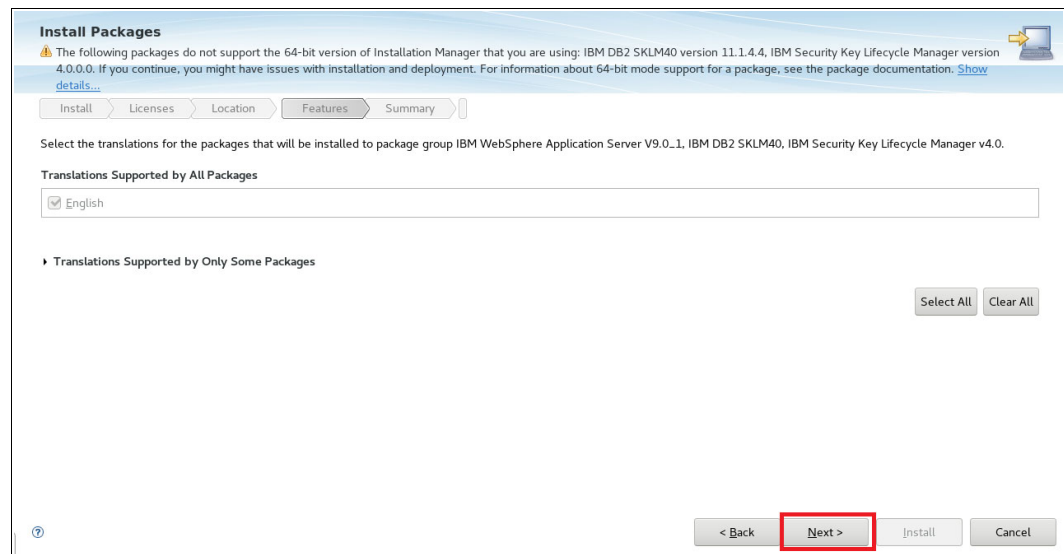 Install Packages
The following packages do not support the 64-bit version of Installation Manager that you are using: IBM DB2 SKLM40 version 11.1.4.4, IBM Security Key Lifecycle Manager version
4.0.0.0. If you continue, you might have issues with installation and deployment. For information about 64-bit mode support for a package, see the package documentation. Show
details...
Install Licenses Location Features Summary
Select the translations for the packages that will be installed to package group IBM WebSphere Application Server V9.0_1, IBM DB2 SKLM40, IBM Security Key Lifecycle Manager v4.0.
Translations Supported by All Packages
English
Translations Supported by Only Some Packages
Select All Clear All
? < Back Next > Install Cancel